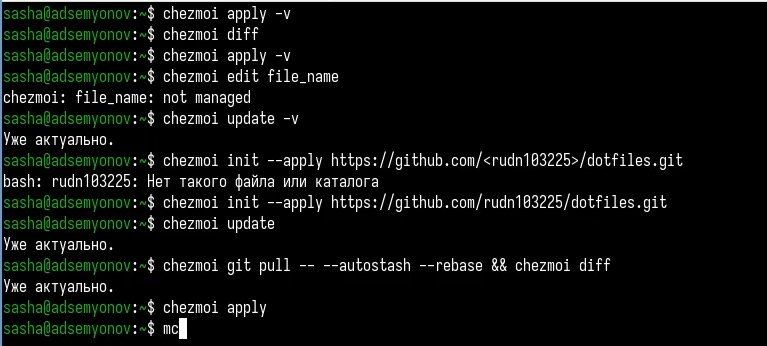 sasha@adsemyonov:~$ chezmoi apply -v
sasha@adsemyonov:~$ chezmoi diff
sasha@adsemyonov:~$ chezmoi apply -v
sasha@adsemyonov:~$ chezmoi edit file_name
chezmoi: file_name: not managed
sasha@adsemyonov:~$ chezmoi update -v
Уже актуально.
sasha@adsemyonov:~$ chezmoi init --apply https://github.com/<rudn103225>/dotfiles.git
bash: rudn103225: Нет такого файла или каталога
sasha@adsemyonov:~$ chezmoi init --apply https://github.com/rudn103225/dotfiles.git
sasha@adsemyonov:~$ chezmoi update
Уже актуально.
sasha@adsemyonov:~$ chezmoi git pull -- --autostash --rebase && chezmoi diff
Уже актуально.
sasha@adsemyonov:~$ chezmoi apply
sasha@adsemyonov:~$ mc